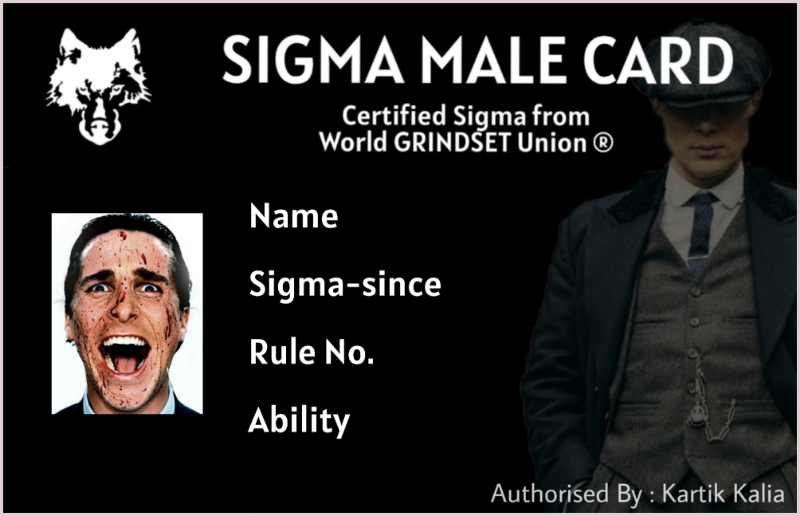 SIGMA MALE CARD
Certified Sigma from
World GRINDSET Union ®
Name
Sigma-since
Rule No.
Ability
Authorised By : Kartik Kalia